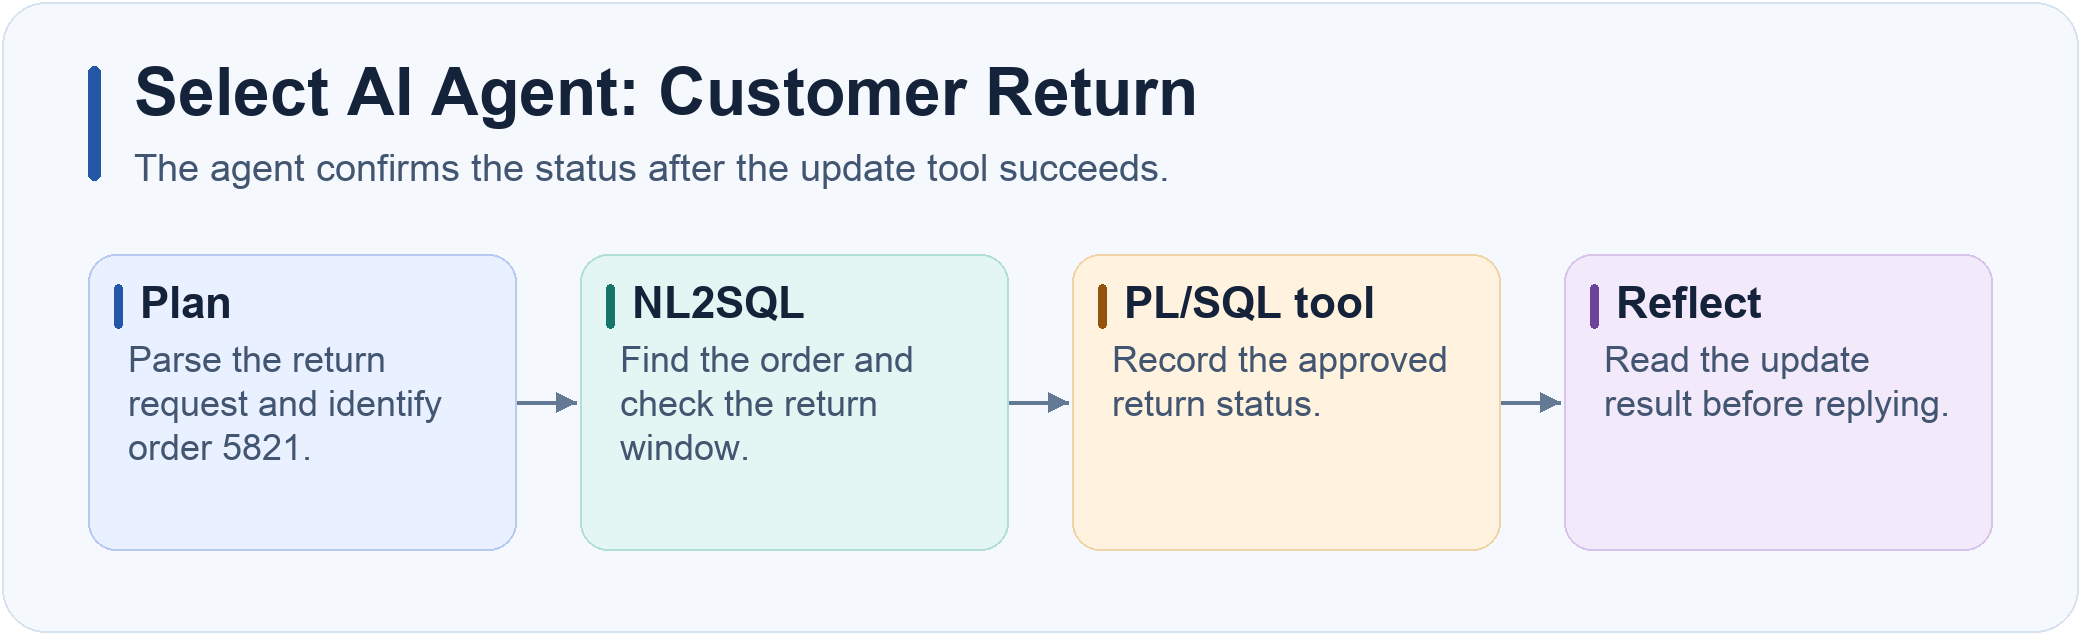 Select AI Agent: Customer Return
The agent confirms the status after the update tool succeeds.
Plan
Parse the return
request and identify
order 5821.
NL2SQL
Find the order and
check the return
window.
PL/SQL tool
Record the approved
return status.
Reflect
Read the update
result before replying.